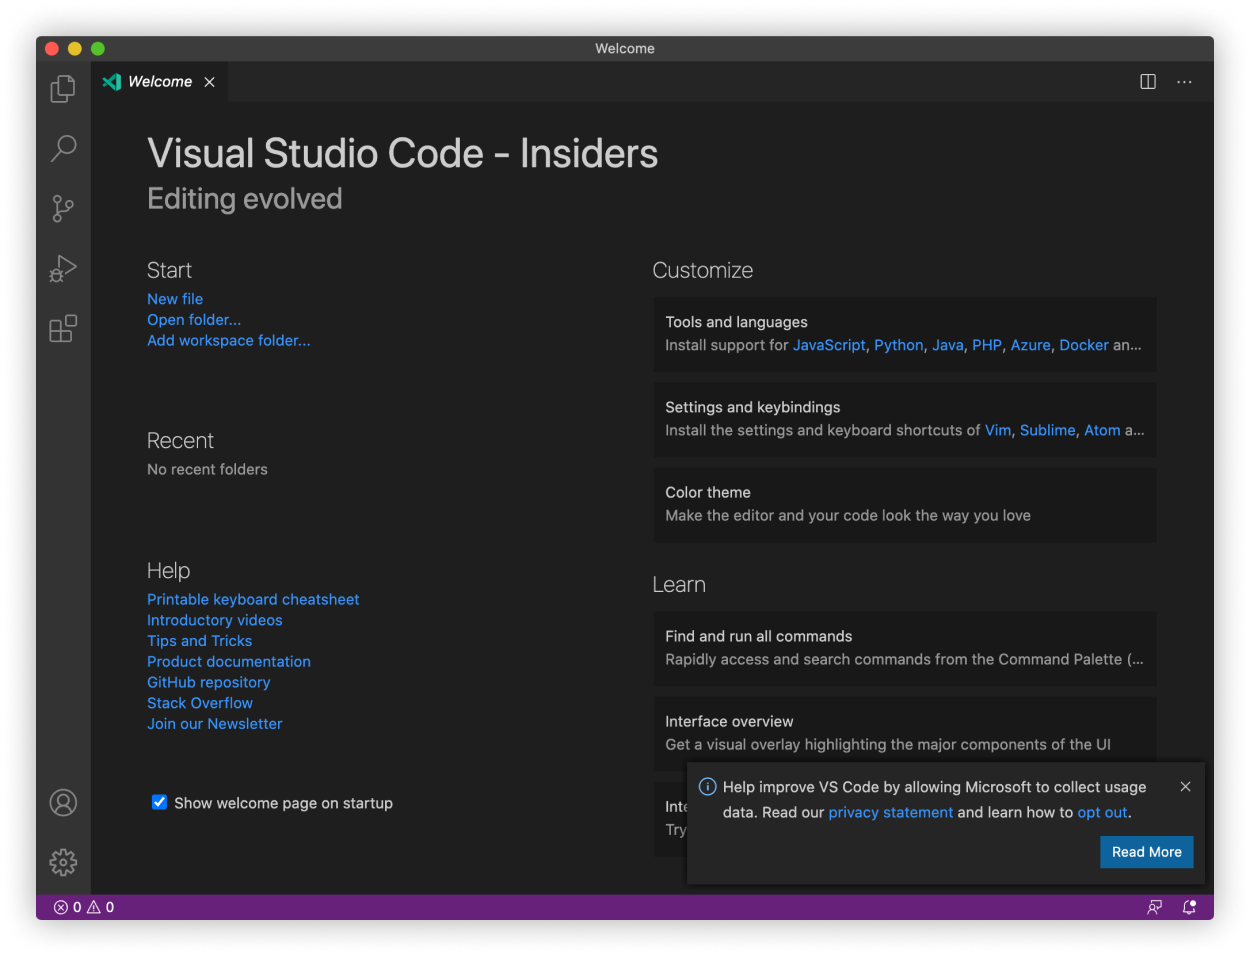 Welcome
Welcome
Visual Studio Code - Insiders
Editing evolved
Start
New file
Open folder...
Add workspace folder...
Recent
No recent folders
Help
Printable keyboard cheatsheet
Introductory videos
Tips and Tricks
Product documentation
GitHub repository
Stack Overflow
Join our Newsletter
Show welcome page on startup
Customize
Tools and languages
Install support for JavaScript, Python, Java, PHP, Azure, Docker an...
Settings and keybindings
Install the settings and keyboard shortcuts of Vim, Sublime, Atom a...
Color theme
Make the editor and your code look the way you love
Learn
Find and run all commands
Rapidly access and search commands from the Command Palette (...
Interface overview
Get a visual overlay highlighting the major components of the UI
Try
Help improve VS Code by allowing Microsoft to collect usage
data. Read our privacy statement and learn how to opt out.
Read More
0 0